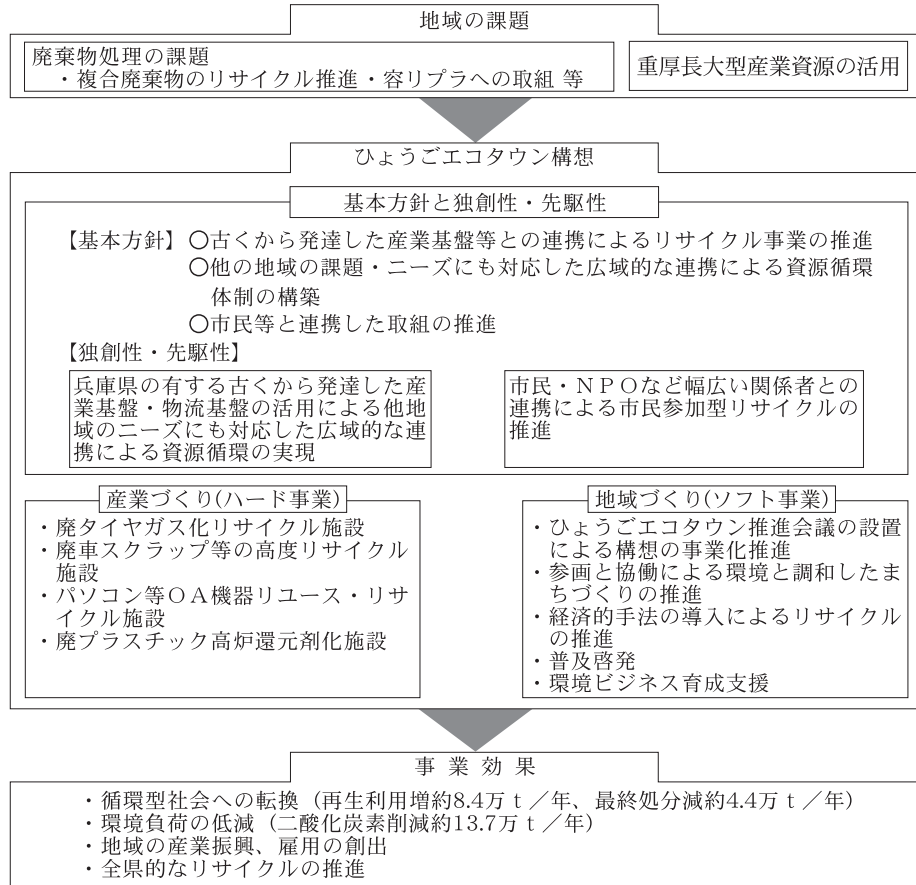 地域の課題
廃棄物処理の課題
・複合廃棄物のリサイクル推進・容リプラへの取組 等
重厚長大型産業資源の活用
ひょうごエコタウン構想
基本方針と独創性・先駆性
【基本方針】○古くから発達した産業基盤等との連携によるリサイクル事業の推進
○他の地域の課題・ニーズにも対応した広域的な連携による資源循環
体制の構築
○市民等と連携した取組の推進
【独創性・先駆性】
兵庫県の有する古くから発達した産
業基盤・物流基盤の活用による他地
域のニーズにも対応した広域的な連
携による資源循環の実現
市民・NPOなど幅広い関係者との
連携による市民参加型リサイクルの
推進
産業づくり(ハード事業)
・廃タイヤガス化リサイクル施設
・廃車スクラップ等の高度リサイクル
施設
・パソコン等OA機器リユース・リサ
イクル施設
・廃プラスチック高炉還元剤化施設
地域づくり(ソフト事業)
・ひょうごエコタウン推進会議の設置
による構想の事業化推進
・参画と協働による環境と調和したま
ちづくりの推進
・経済的手法の導入によるリサイクル
の推進
・普及啓発
・環境ビジネス育成支援
事業効果
・循環型社会への転換（再生利用増約8.4万t／年、最終処分減約4.4万t／年）
・環境負荷の低減（二酸化炭素削減約13.7万t／年）
・地域の産業振興、雇用の創出
・全県的なリサイクルの推進